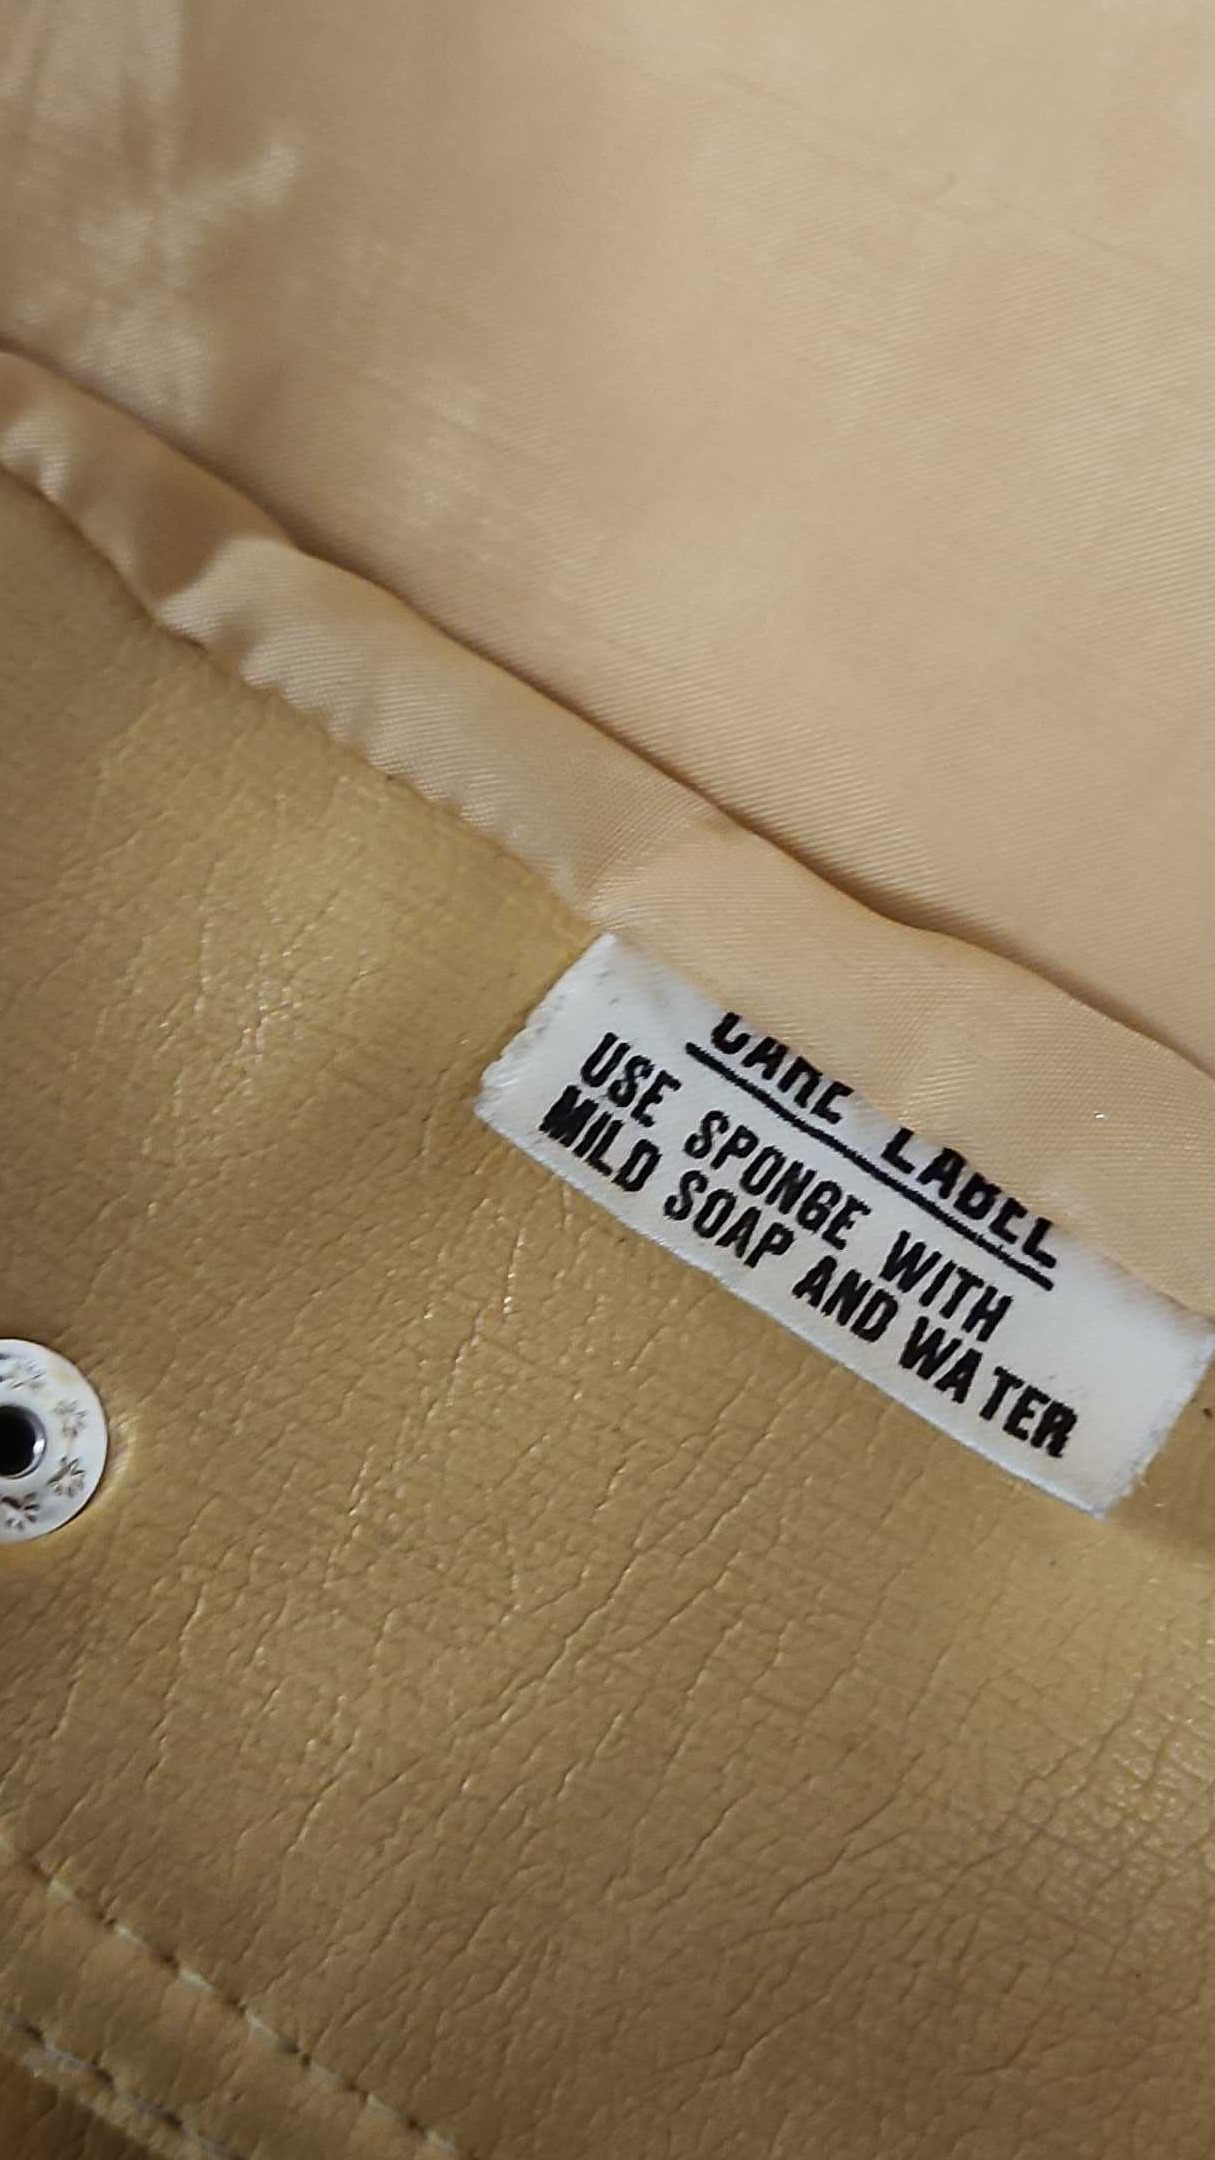 CARE LABEL
USE SPONGE WITH
MILD SOAP AND WATER